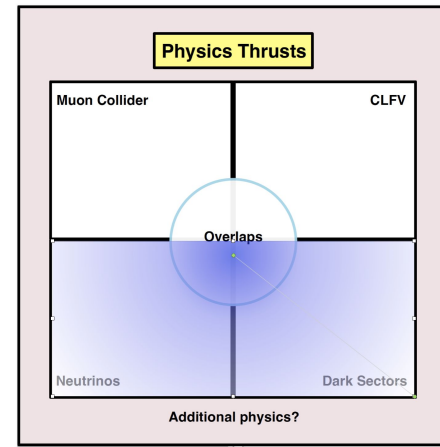 Physics Thrusts
Muon Collider
CLFV
Overlaps
Neutrinos
Dark Sectors
Additional physics?